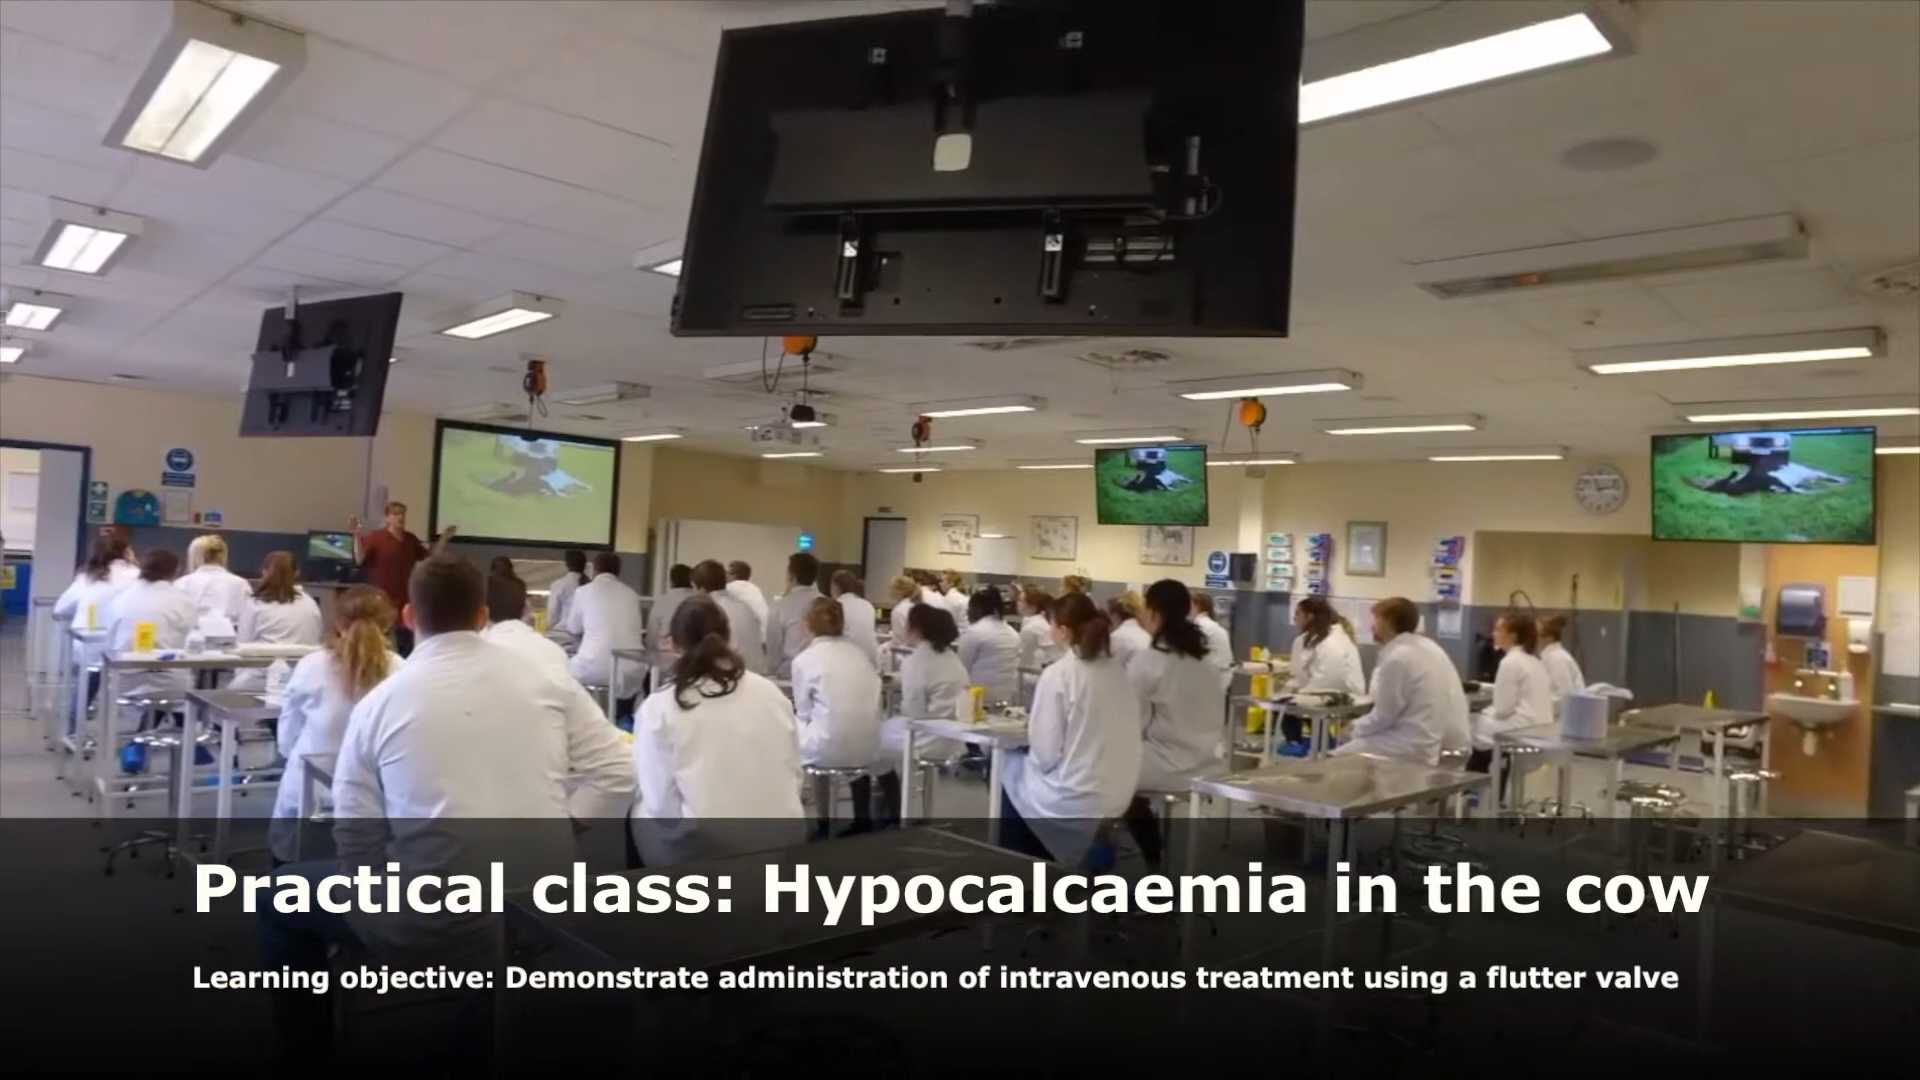 Practical class: Hypocalcaemia in the cow
Learning objective: Demonstrate administration of intravenous treatment using a flutter valve